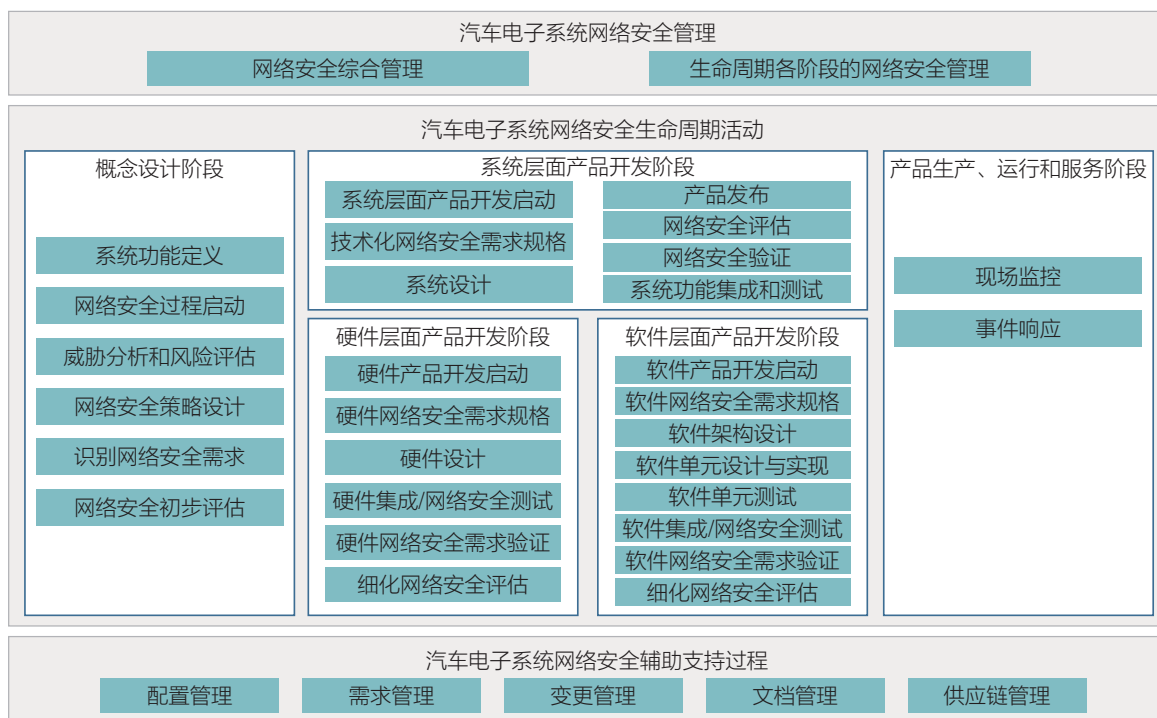 汽车电子系统网络安全管理
网络安全综合管理
生命周期各阶段的网络安全管理
汽车电子系统网络安全生命周期活动
概念设计阶段
系统功能定义
网络安全过程启动
威胁分析和风险评估
网络安全策略设计
识别网络安全需求
网络安全初步评估
系统层面产品开发阶段
系统层面产品开发启动
技术化网络安全需求规格
系统设计
产品发布
网络安全评估
网络安全验证
系统功能集成和测试
硬件层面产品开发阶段
硬件产品开发启动
硬件网络安全需求规格
硬件设计
硬件集成/网络安全测试
硬件网络安全需求验证
细化网络安全评估
软件层面产品开发阶段
软件产品开发启动
软件网络安全需求规格
软件架构设计
软件单元设计与实现
软件单元测试
软件集成/网络安全测试
软件网络安全需求验证
细化网络安全评估
产品生产、运行和服务阶段
现场监控
事件响应
汽车电子系统网络安全辅助支持过程
配置管理
需求管理
变更管理
文档管理
供应链管理